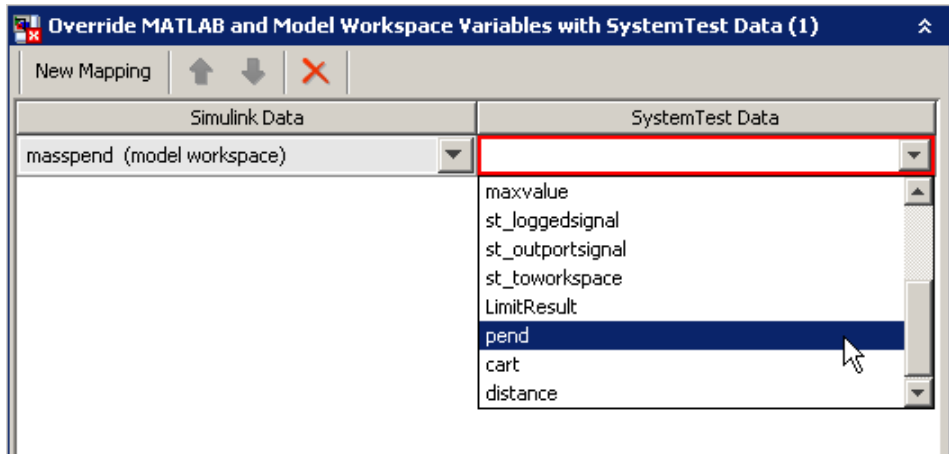 Override MATLAB and Model Workspace Variables with SystemTest Data (1)
New Mapping
Simulink Data SystemTest Data
masspend (model workspace)
maxvalue
st_loggedsignal
st_outportsignal
st_toworkspace
LimitResult
pend
cart
distance